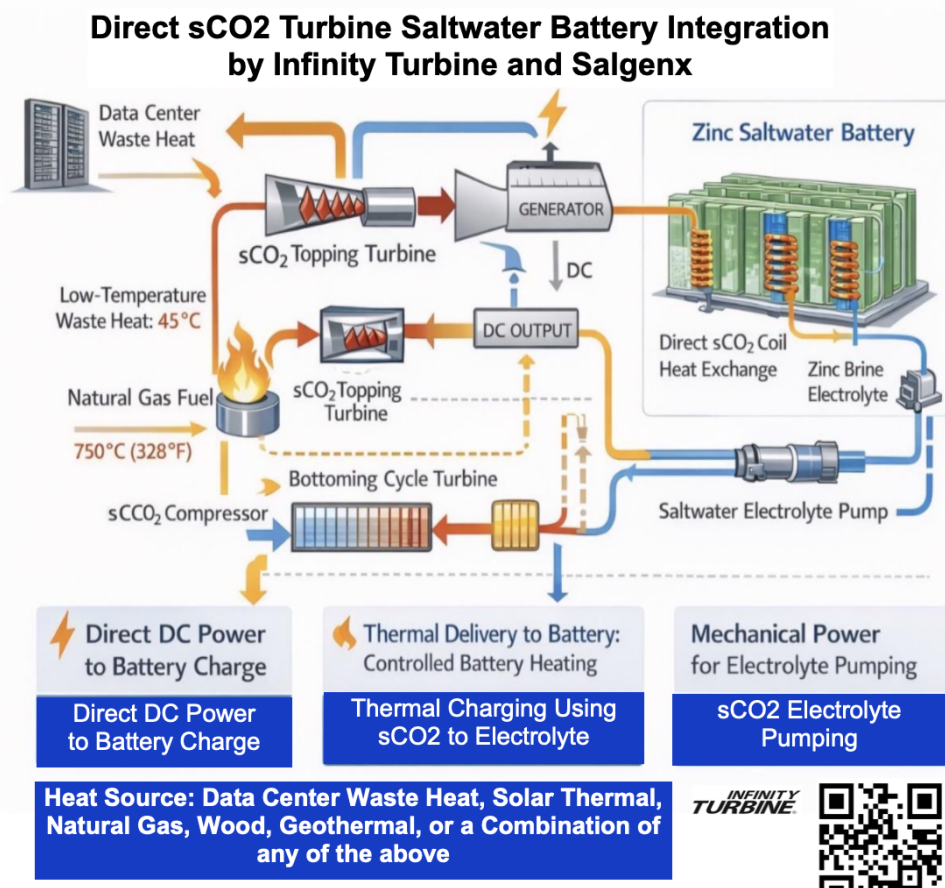 Direct sCO2 Turbine Saltwater Battery Integration
by Infinity Turbine and Salgenx
Data Center
Waste Heat
Zinc Saltwater Battery
GENERATOR
sCO₂ Topping Turbine
DC
Low-Temperature
Waste Heat: 45°C
DC OUTPUT
Direct sCO₂ Coil
Heat Exchange
Zinc Brine
Electrolyte
sCO₂Topping
Turbine
Natural Gas Fuel
750°C (328°F)
Bottoming Cycle Turbine
sCCO₂ Compressor
Saltwater Electrolyte Pump
Direct DC Power
to Battery Charge
Thermal Delivery to Battery:
Controlled Battery Heating
Mechanical Power
for Electrolyte Pumping
Direct DC Power
to Battery Charge
Thermal Charging Using
sCO2 to Electrolyte
sCO2 Electrolyte
Pumping
Heat Source: Data Center Waste Heat, Solar Thermal,
Natural Gas, Wood, Geothermal, or a Combination of
any of the above
INFINITY
TURBINE®